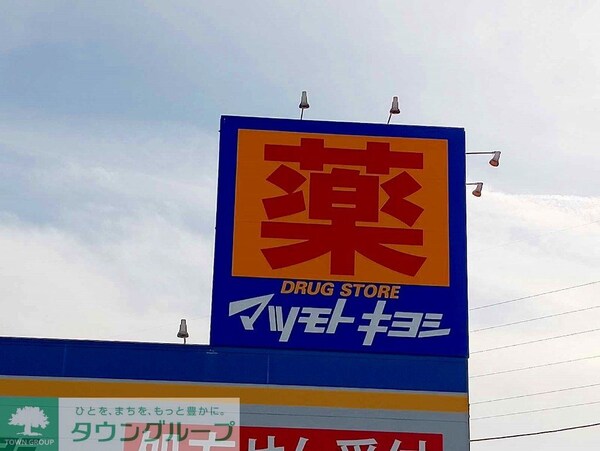 薬
DRUG STORE
マツモトキヨシ
ひとを、まちを、もっと豊かに。
タウングループ
TOWN GROUP